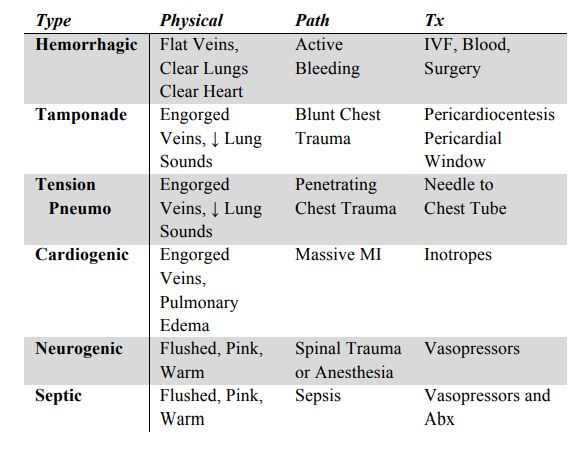 Type Physical Path Tx
Hemorrhagic Flat Veins, Active IVF, Blood,
Clear Lungs Bleeding Surgery
Clear Heart
Tamponade Engorged Blunt Chest Pericardiocentesis
Veins, ↓ Lung Trauma Pericardial
Sounds Window
Tension Engorged Penetrating Needle to
Pneumo Veins, ↓ Lung Chest Trauma Chest Tube
Sounds
Cardiogenic Engorged Massive MI Inotropes
Veins,
Pulmonary
Edema
Neurogenic Flushed, Pink, Spinal Trauma Vasopressors
Warm or Anesthesia
Septic Flushed, Pink, Sepsis Vasopressors and
Warm Abx